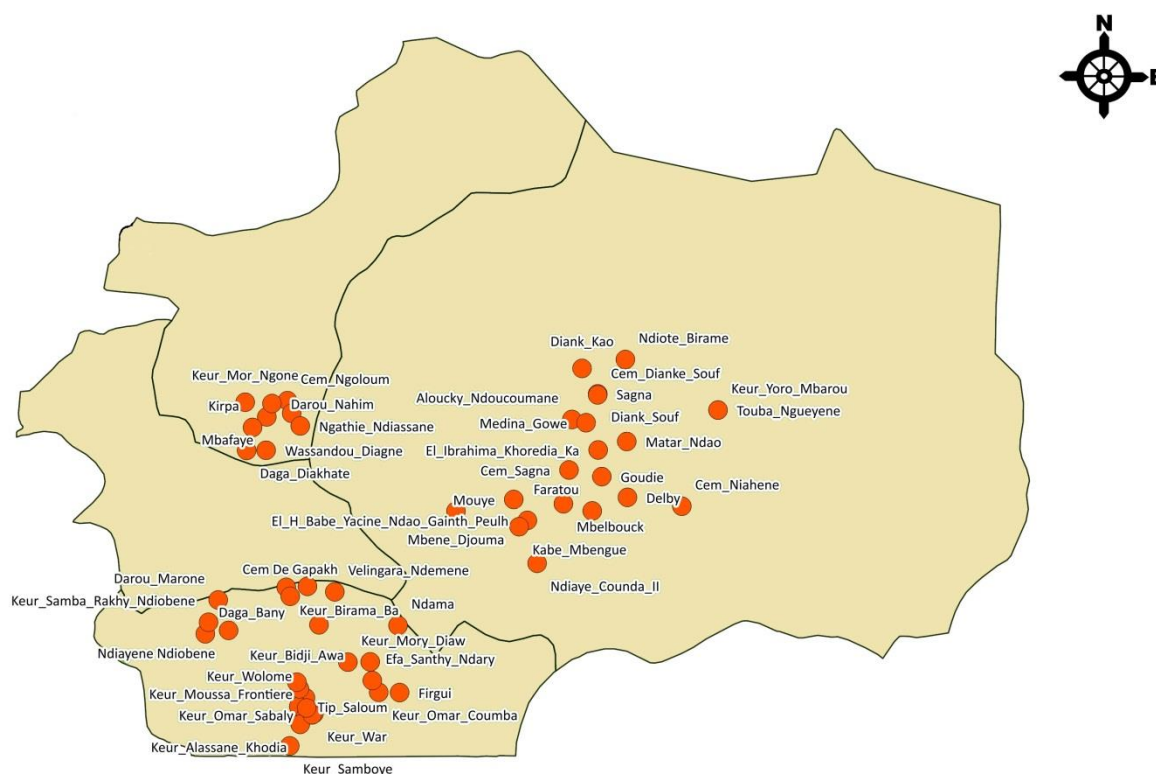 N
E
Diank_Kao
Ndiote_Birame
Keur_Mor_Ngone
Cem_Ngoloum
Cem_Dianke_Souf
Keur_Yoro_Mbarou
Kirpa
Darou_Nahim
Aloucky_Ndoucoumane
Sagna
Touba_Ngueyene
Ngathie_Ndiassane
Medina_Gowe
Diank_Souf
Mbafaye
Wassandou_Diagne
El_Ibrahima_Khoredia_Ka
Matar_Ndao
Daga_Diakhate
Cem_Sagna
Goudie
Cem_Niahene
Mouye
Faratou
Delby
El_H_Babe_Yacine_Ndao_Gainth_Peulh
Mbelbouck
Mbene_Djouma
Kabe_Mbengue
Darou_Marone
Cem De Gapakh
Velingara_Ndemene
Ndiaye_Counda_II
Keur_Samba_Rakhy_Ndiobene
Daga_Bany
Keur_Birama_Ba
Ndama
Ndiayene Ndiobene
Keur_Mory_Diaw
Keur_Bidji_Awa
Efa_Santhy_Ndary
Keur_Wolome
Keur_Moussa_Frontiere
Firgui
Tip_Saloum
Keur_Omar_Sabaly
Keur_Omar_Coumba
Keur_War
Keur_Alassane_Khodia
Keur_Samboye